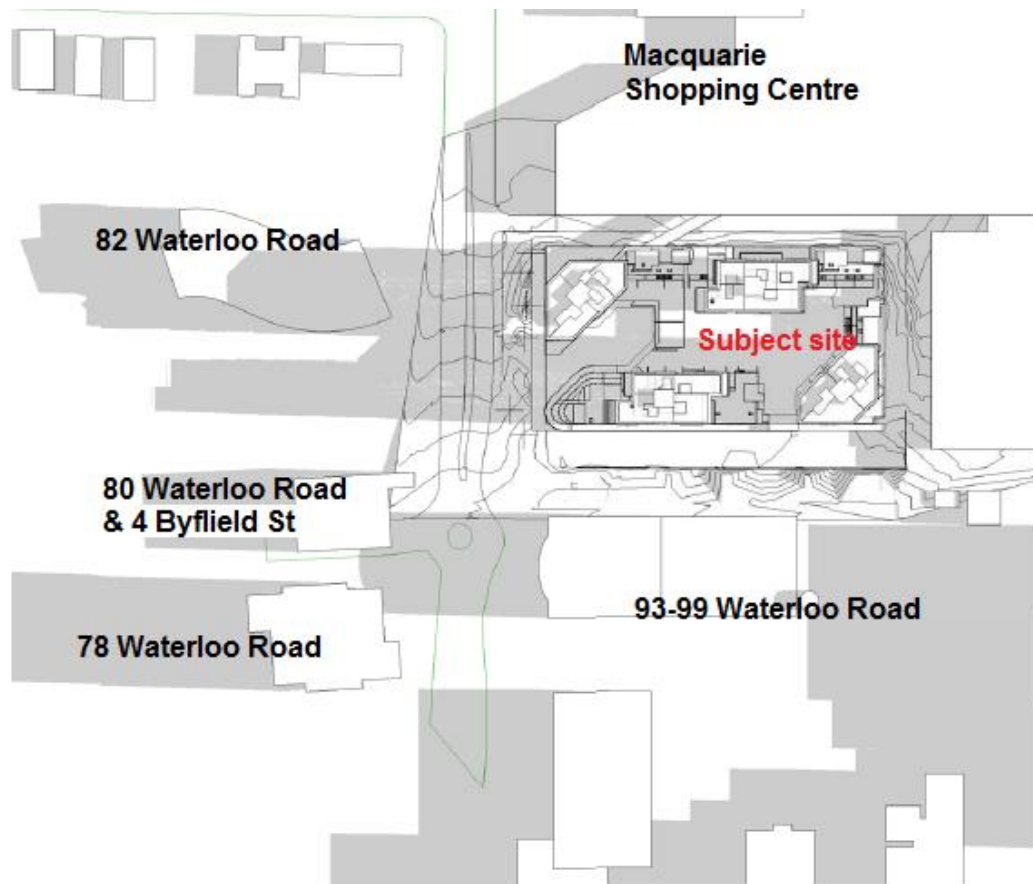 Macquarie
Shopping Centre
82 Waterloo Road
Subject site
80 Waterloo Road
& 4 Byflield St
93-99 Waterloo Road
78 Waterloo Road